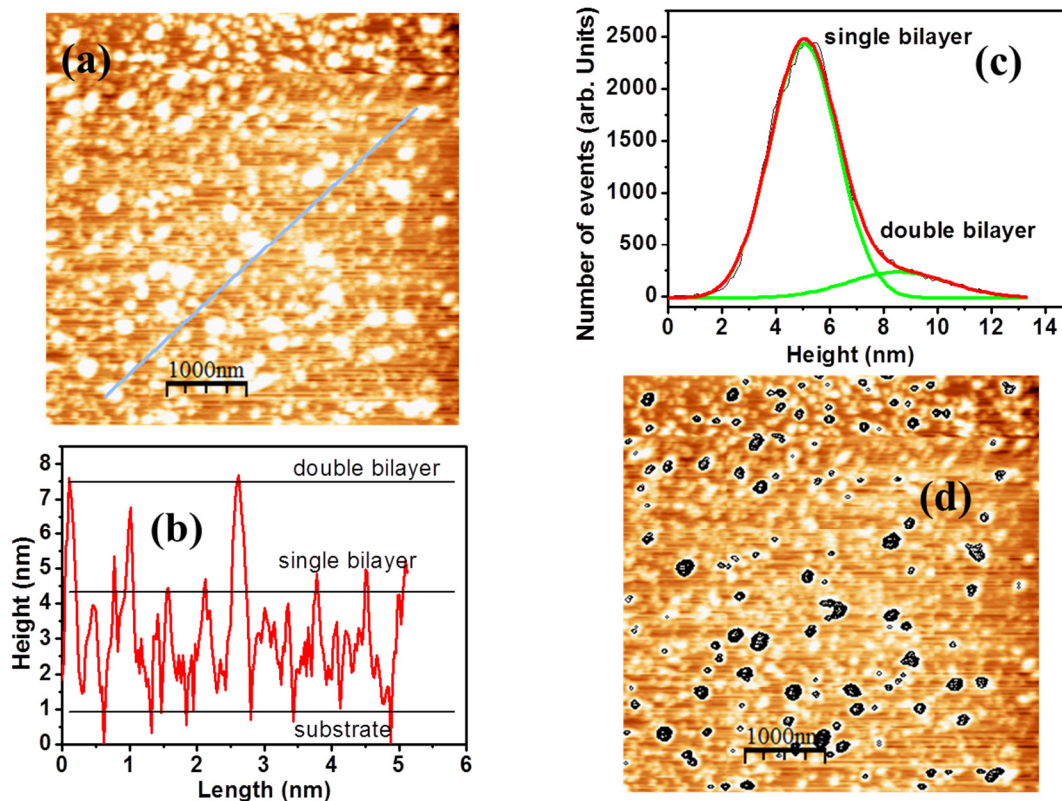 (a)
1000nm
8
7
6
5
4
3
2
1
0
Height (nm)
double bilayer
(b)
single bilayer
substrate
0 1 2 3 4 5 6
Length (nm)
2500
2000
1500
1000
500
0
Number of events (arb. Units)
single bilayer
(c)
double bilayer
0 2 4 6 8 10 12 14
Height (nm)
(d)
1000nm